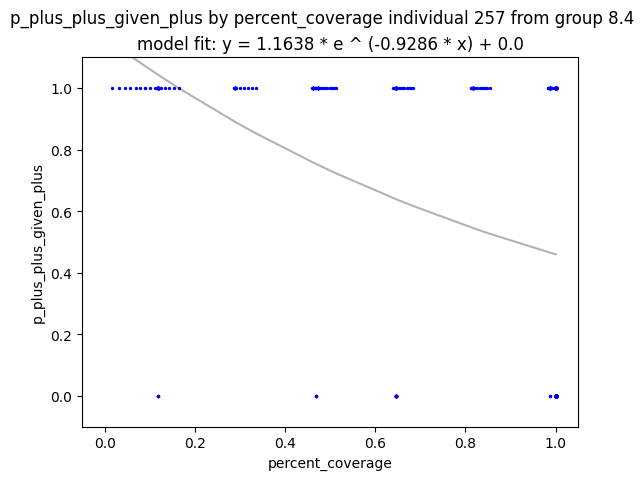 p_plus_plus_given_plus by percent_coverage individual 257 from group 8.4
model fit: y = 1.1638 * e ^ (-0.9286 * x) + 0.0
1.0
0.8
0.6
0.4
0.2
0.0
p_plus_plus_given_plus
0.0 0.2 0.4 0.6 0.8 1.0
percent_coverage